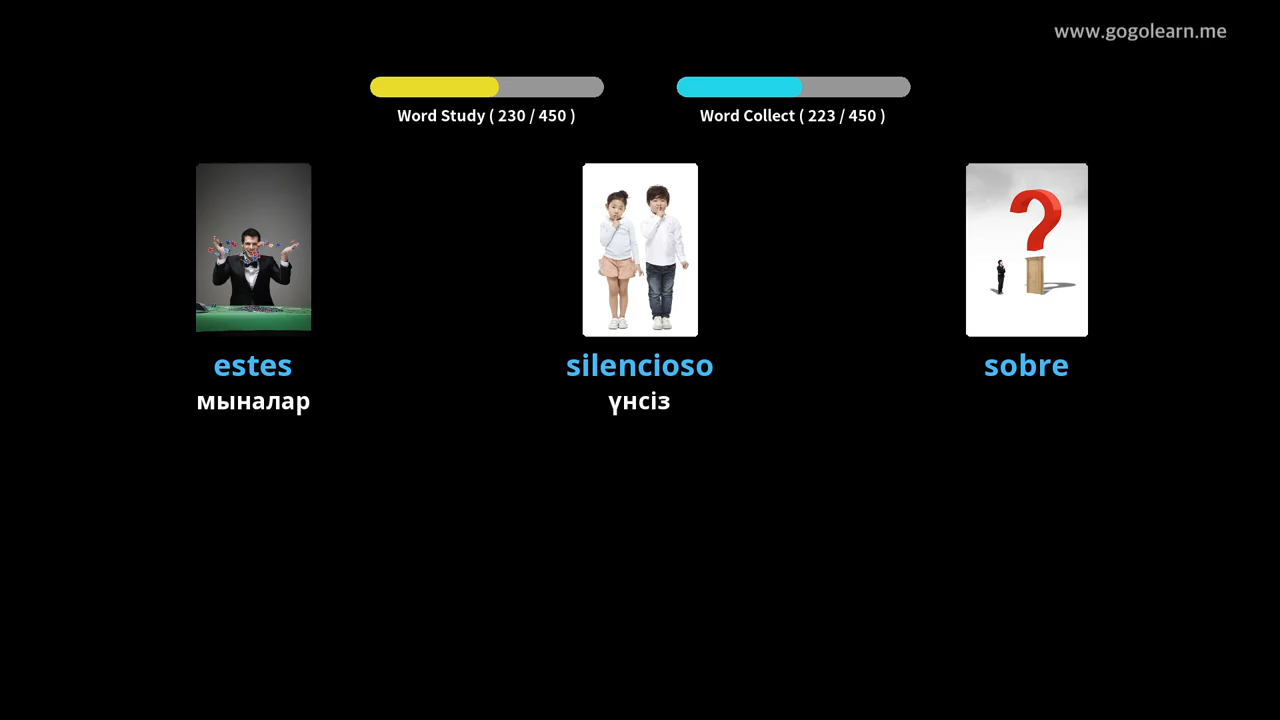 www.gogolearn.me
Word Study ( 230 / 450 )
Word Collect ( 223 / 450 )
estes
мыналар
silencioso
үнсіз
sobre